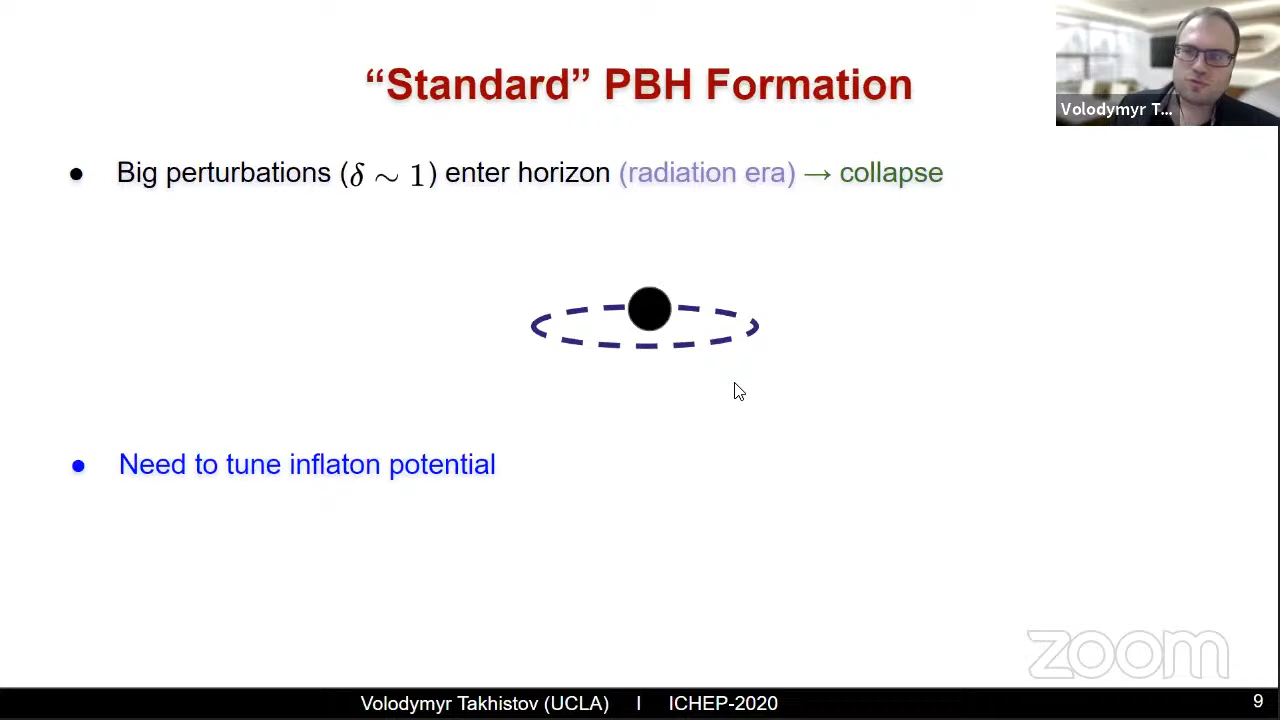 “Standard” PBH Formation
Volodymyr T...
● Big perturbations (δ ∼ 1) enter horizon (radiation era) → collapse
● Need to tune inflaton potential
zoom
Volodymyr Takhistov (UCLA) I ICHEP-2020 9